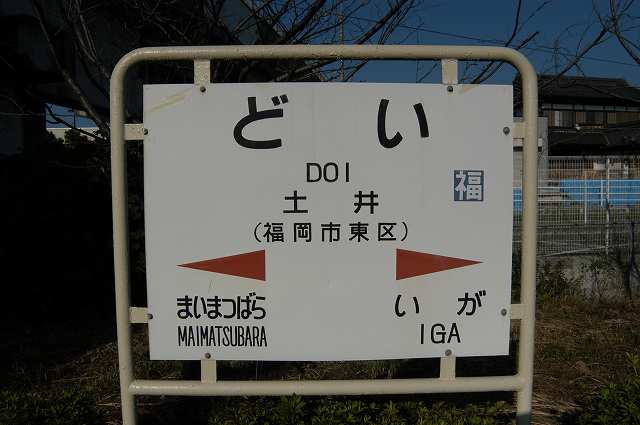 どい
DOI
土井
福
(福岡市東区)
まいまつばら いが
MAIMATSUBARA IGA